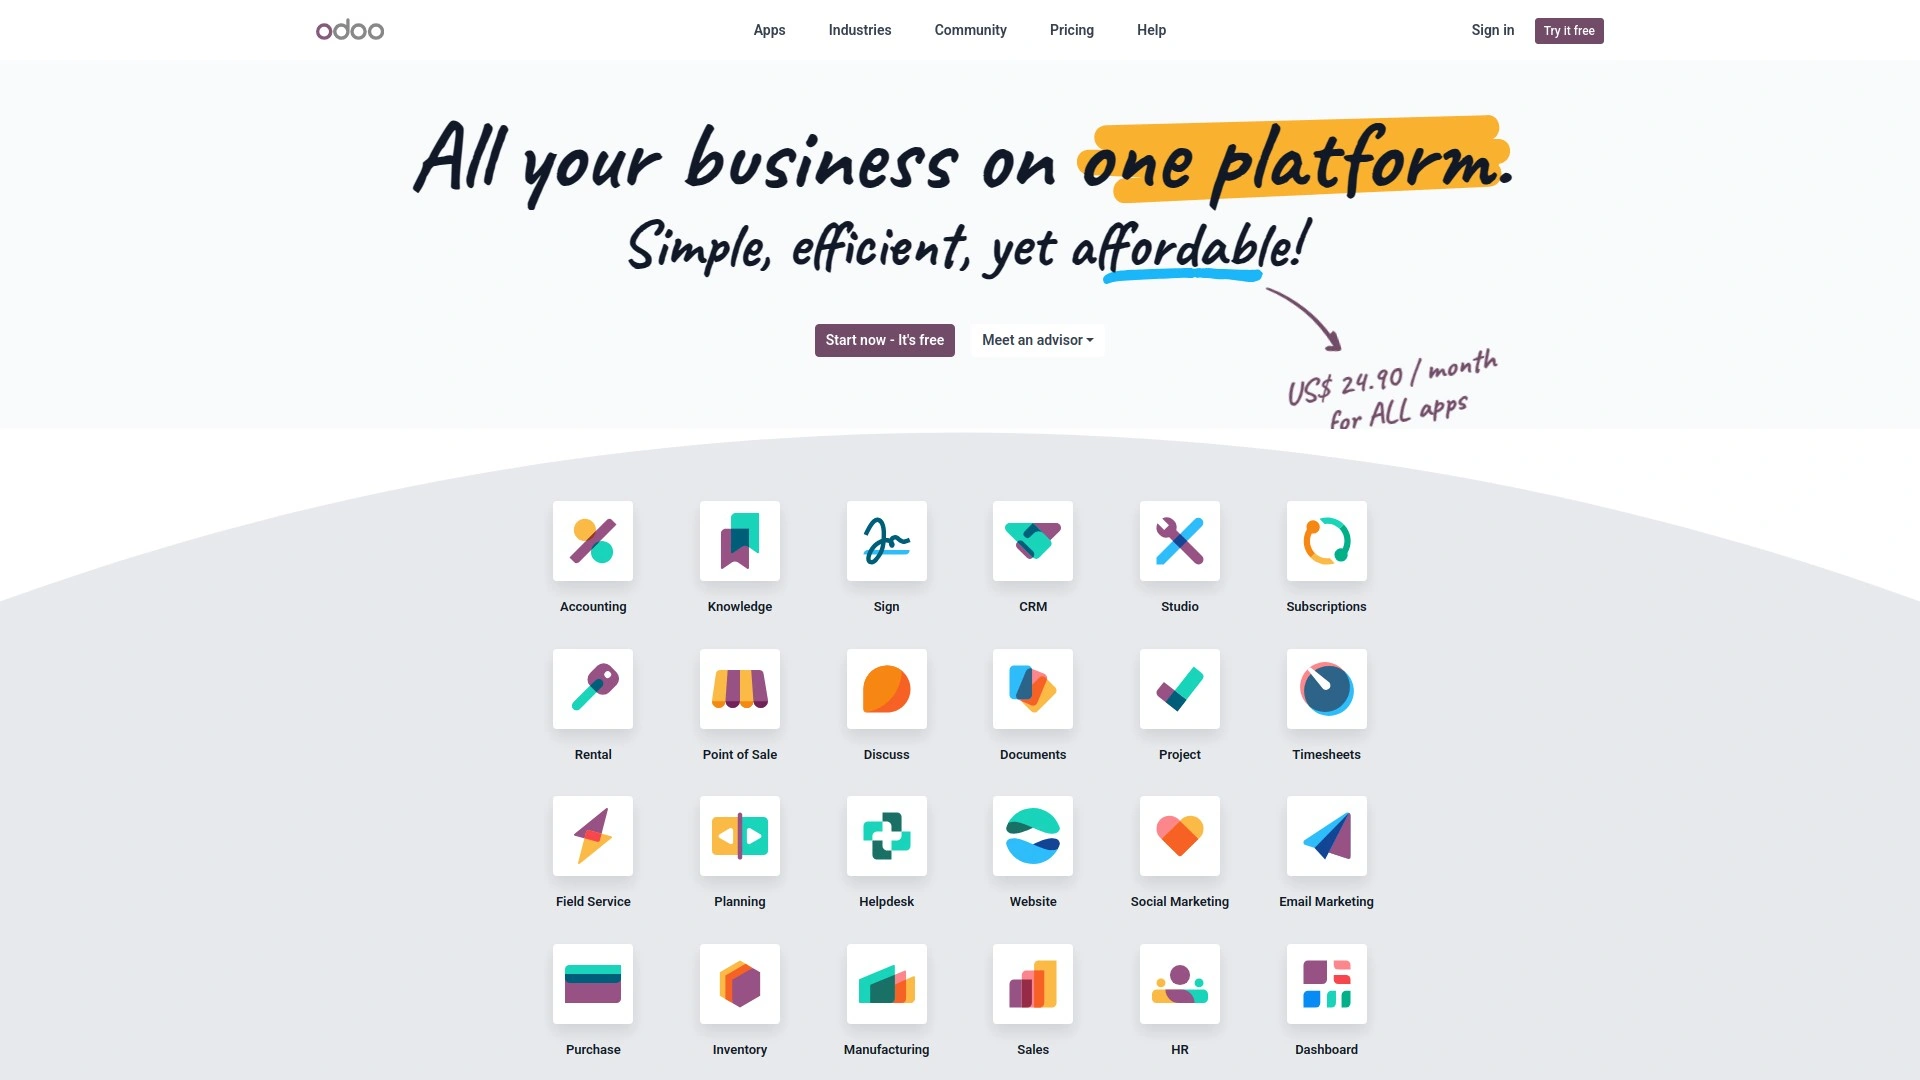 odoo
Apps
Industries
Community
Pricing
Help
Sign in
Try it free
All your business on one platform.
Simple, efficient, yet affordable!
Start now - It's free
Meet an advisor
US$ 24.90 / month
for ALL apps
Accounting
Knowledge
Sign
CRM
Studio
Subscriptions
Rental
Point of Sale
Discuss
Documents
Project
Timesheets
Field Service
Planning
Helpdesk
Website
Social Marketing
Email Marketing
Purchase
Inventory
Manufacturing
Sales
HR
Dashboard